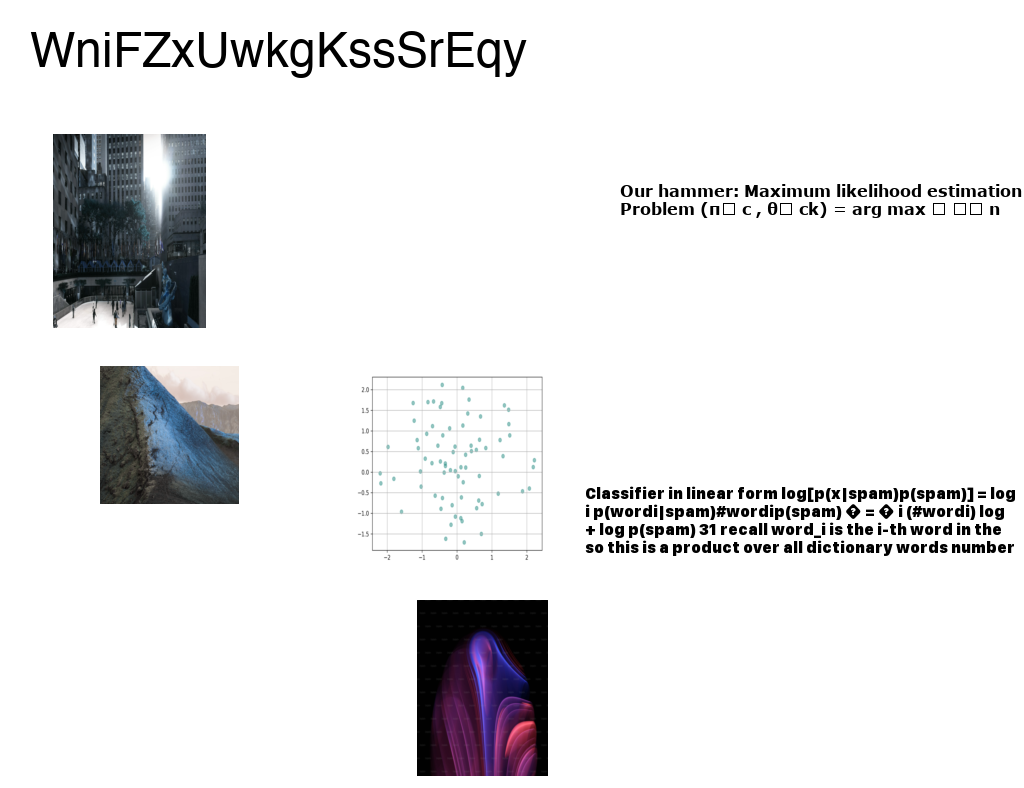 WniFZxUwkgKssSrEqy
Our hammer: Maximum likelihood estimation
Problem (π□ c , θ□ ck) = arg max □ □□ n
2.0
1.5
1.0
0.5
0.0
−0.5
−1.0
−1.5
−2 −1 0 1 2
Classifier in linear form log[p(x|spam)p(spam)] = log
i p(wordi|spam)#wordip(spam) � = � i (#wordi) log
+ log p(spam) 31 recall word_i is the i-th word in the
so this is a product over all dictionary words number